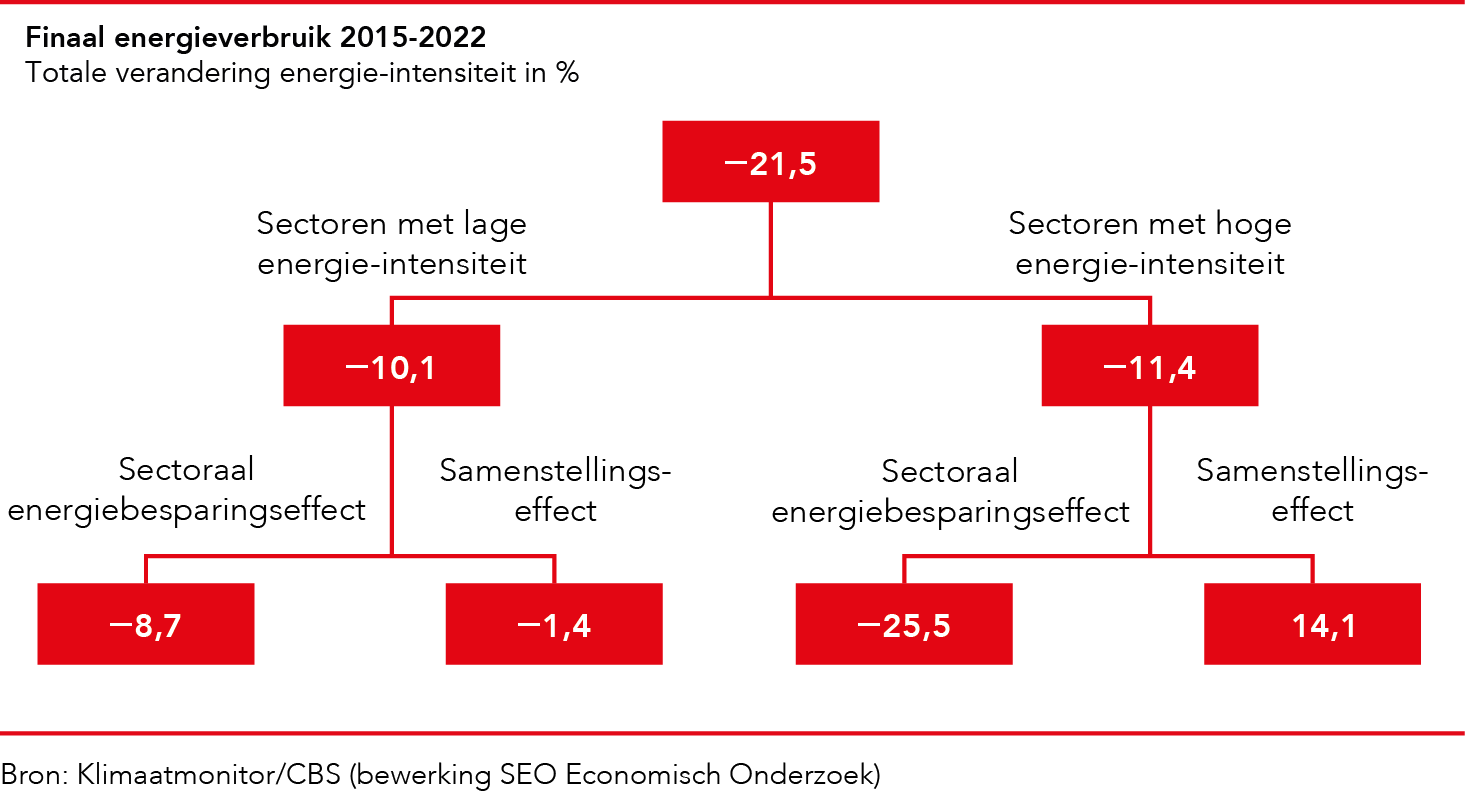 Finaal energieverbruik 2015-2022
Totale verandering energie-intensiteit in %
–21,5
Sectoren met lage
energie-intensiteit
Sectoren met hoge
energie-intensiteit
–10,1
–11,4
Sectoraal
energiebesparingseffect
Samenstellings-
effect
Sectoraal
energiebesparingseffect
Samenstellings-
effect
–8,7
–1,4
–25,5
14,1
Bron: Klimaatmonitor/CBS (bewerking SEO Economisch Onderzoek)